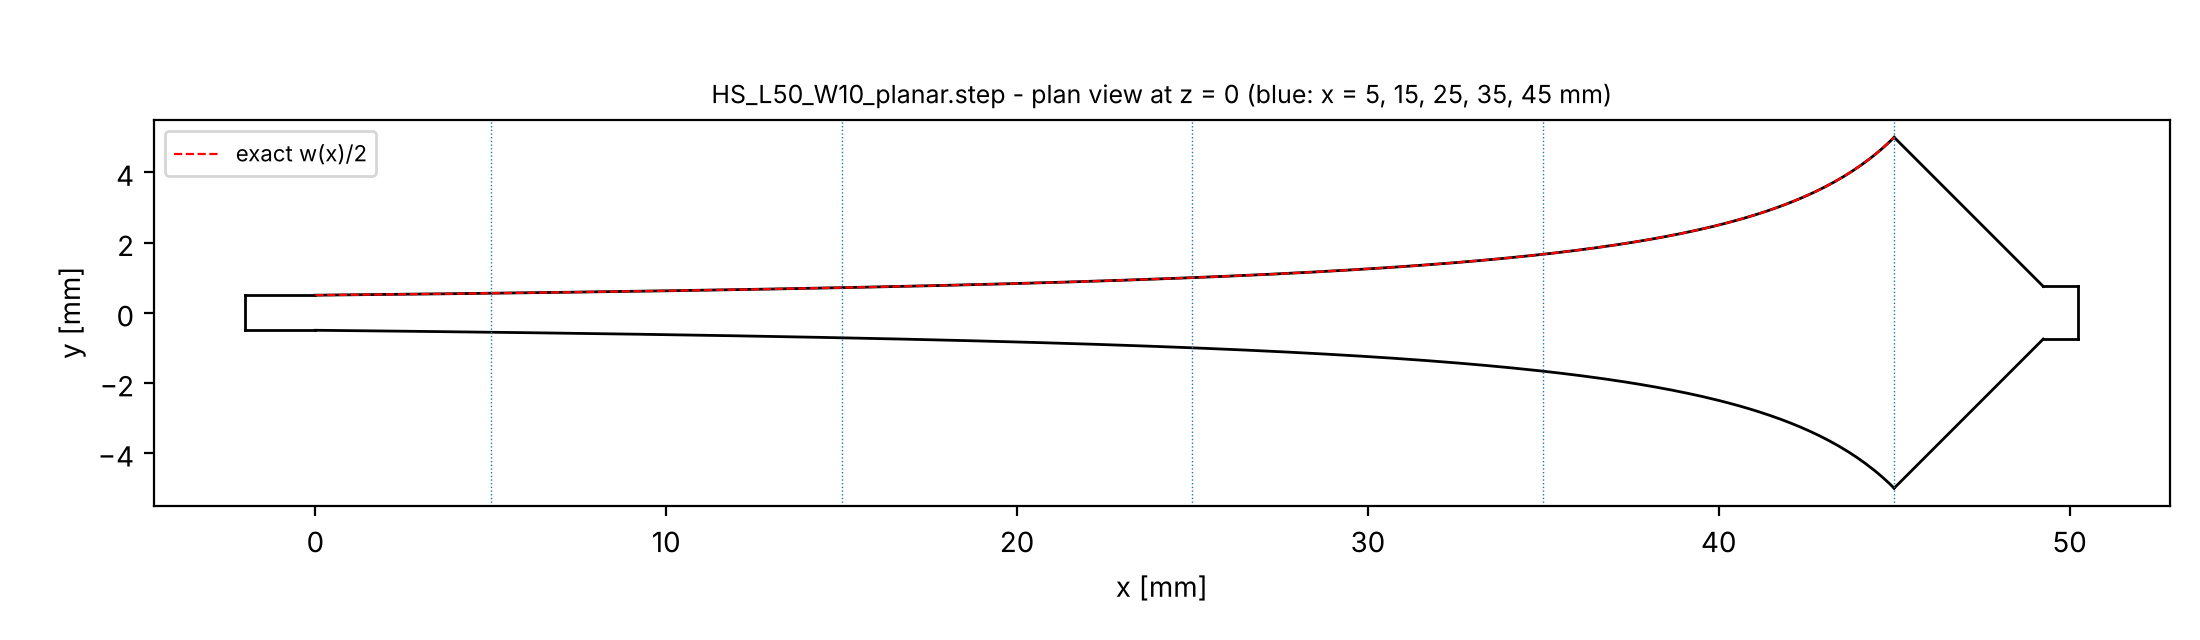 HS_L50_W10_planar.step - plan view at z = 0 (blue: x = 5, 15, 25, 35, 45 mm)
exact w(x)/2
4
2
0
−2
−4
y [mm]
0 10 20 30 40 50
x [mm]